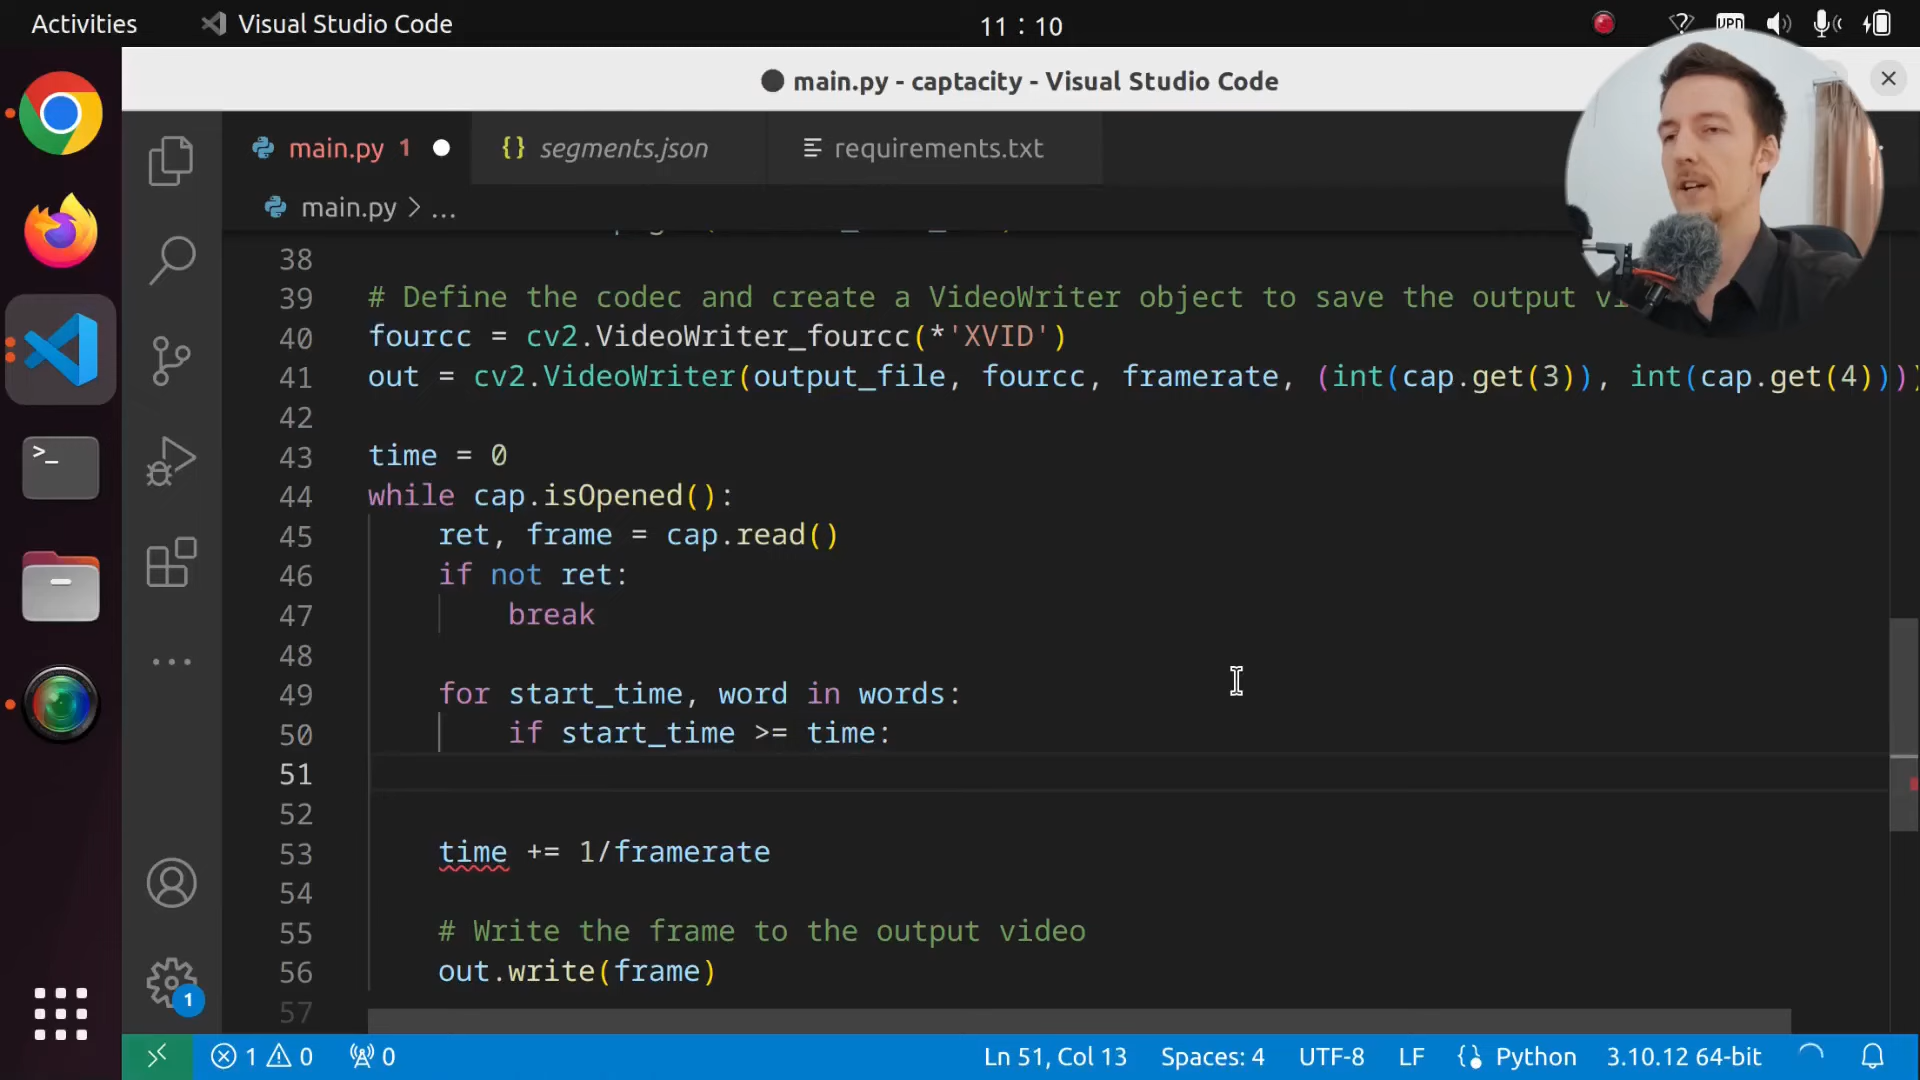 Activities
Visual Studio Code
11 : 10
VPN
main.py - captacity - Visual Studio Code
main.py 1
{} segments.json
requirements.txt
main.py > ...
38
39 # Define the codec and create a VideoWriter object to save the output vi
40 fourcc = cv2.VideoWriter_fourcc(*'XVID')
41 out = cv2.VideoWriter(output_file, fourcc, framerate, (int(cap.get(3)), int(cap.get(4))))
42
43 time = 0
44 while cap.isOpened():
45 ret, frame = cap.read()
46 if not ret:
47 break
48
49 for start_time, word in words:
50 if start_time >= time:
51
52
53 time += 1/framerate
54
55 # Write the frame to the output video
56 out.write(frame)
57
1
1 0 0
Ln 51, Col 13
Spaces: 4
UTF-8
LF
Python
3.10.12 64-bit